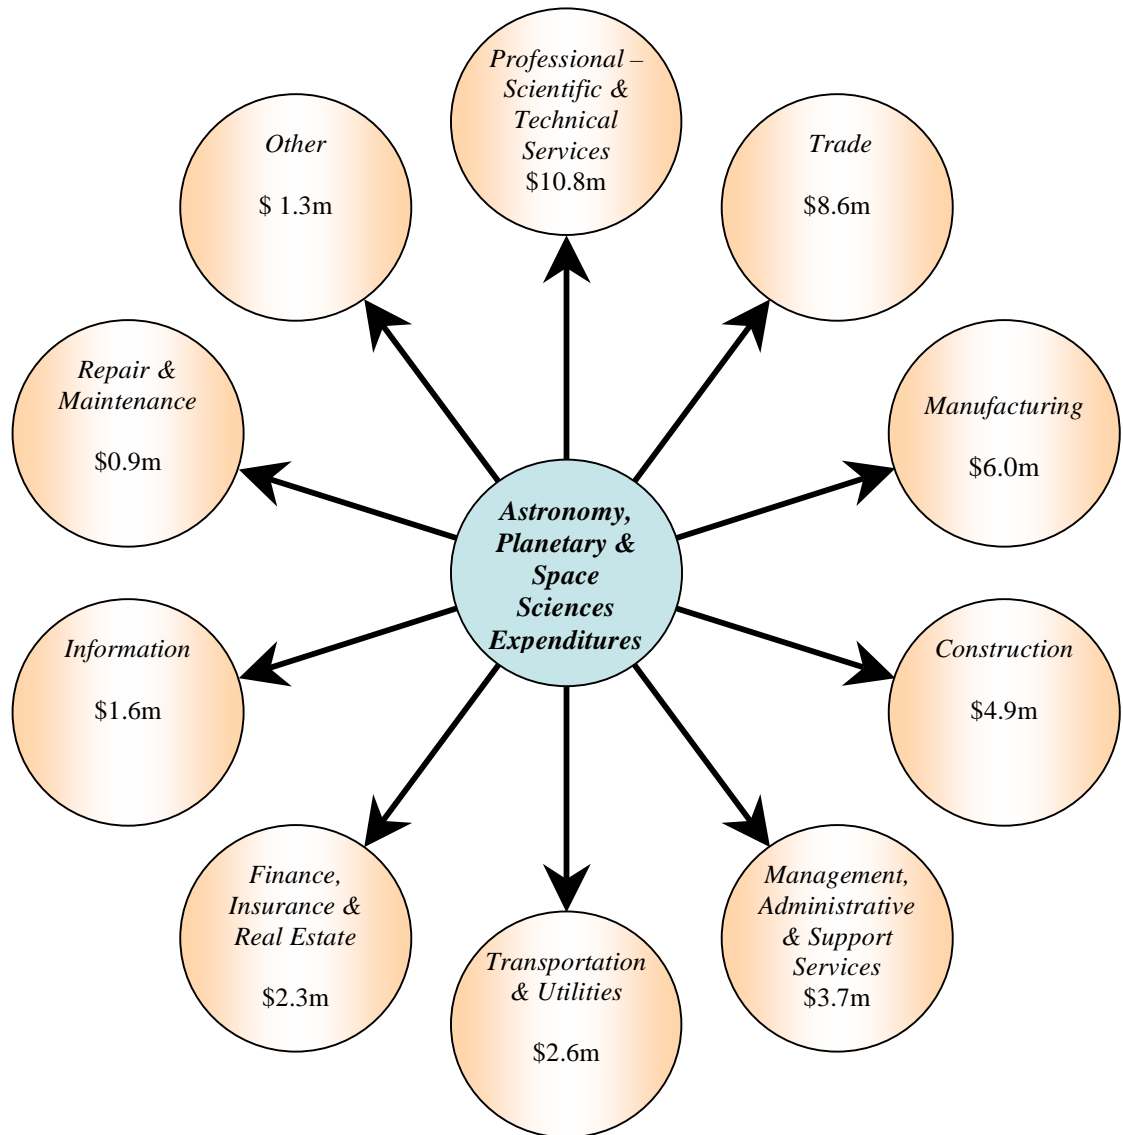 Professional –
Scientific &
Technical
Services
$10.8m
Other
$ 1.3m
Trade
$8.6m
Repair &
Maintenance
$0.9m
Manufacturing
$6.0m
Astronomy,
Planetary &
Space
Sciences
Expenditures
Information
$1.6m
Construction
$4.9m
Finance,
Insurance &
Real Estate
$2.3m
Management,
Administrative
& Support
Services
$3.7m
Transportation
& Utilities
$2.6m